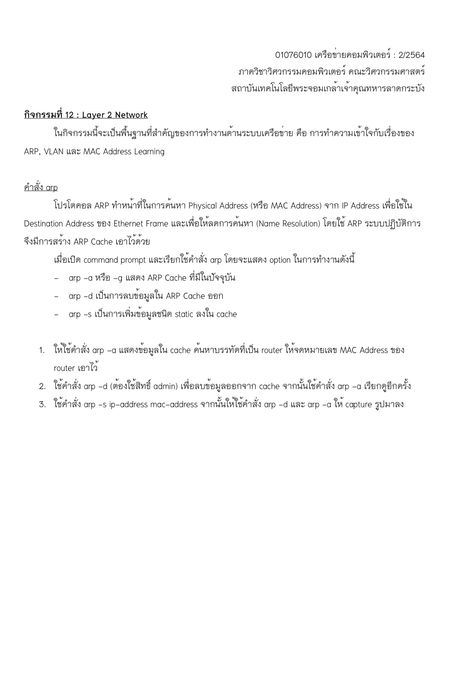 01076010 เครือข่ายคอมพิวเตอร์ : 2/2564
ภาควิชาวิศวกรรมคอมพิวเตอร์ คณะวิศวกรรมศาสตร์
สถาบันเทคโนโลยีพระจอมเกล้าเจ้าคุณทหารลาดกระบัง
กิจกรรมที่ 12 : Layer 2 Network
ในกิจกรรมนี้จะเป็นพื้นฐานที่สำคัญของการทำงานด้านระบบเครือข่าย คือ การทำความเข้าใจกับเรื่องของ
ARP, VLAN และ MAC Address Learning
คำสั่ง arp
โปรโตคอล ARP ทำหน้าที่ในการค้นหา Physical Address (หรือ MAC Address) จาก IP Address เพื่อใช้ใน
Destination Address ของ Ethernet Frame และเพื่อให้ลดการค้นหา (Name Resolution) โดยใช้ ARP ระบบปฏิบัติการ
จึงมีการสร้าง ARP Cache เอาไว้ด้วย
เมื่อเปิด command prompt และเรียกใช้คำสั่ง arp โดยจะแสดง option ในการทำงานดังนี้
- arp –a หรือ –g แสดง ARP Cache ที่มีในปัจจุบัน
- arp –d เป็นการลบข้อมูลใน ARP Cache ออก
- arp –s เป็นการเพิ่มข้อมูลชนิด static ลงใน cache
1. ให้ใช้คำสั่ง arp –a แสดงข้อมูลใน cache ค้นหาบรรทัดที่เป็น router ให้จดหมายเลข MAC Address ของ
router เอาไว้
2. ใช้คำสั่ง arp –d (ต้องใช้สิทธิ์ admin) เพื่อลบข้อมูลออกจาก cache จากนั้นใช้คำสั่ง arp –a เรียกดูอีกครั้ง
3. ใช้คำสั่ง arp –s ip-address mac-address จากนั้นให้ใช้คำสั่ง arp –d และ arp –a ให้ capture รูปมาลง